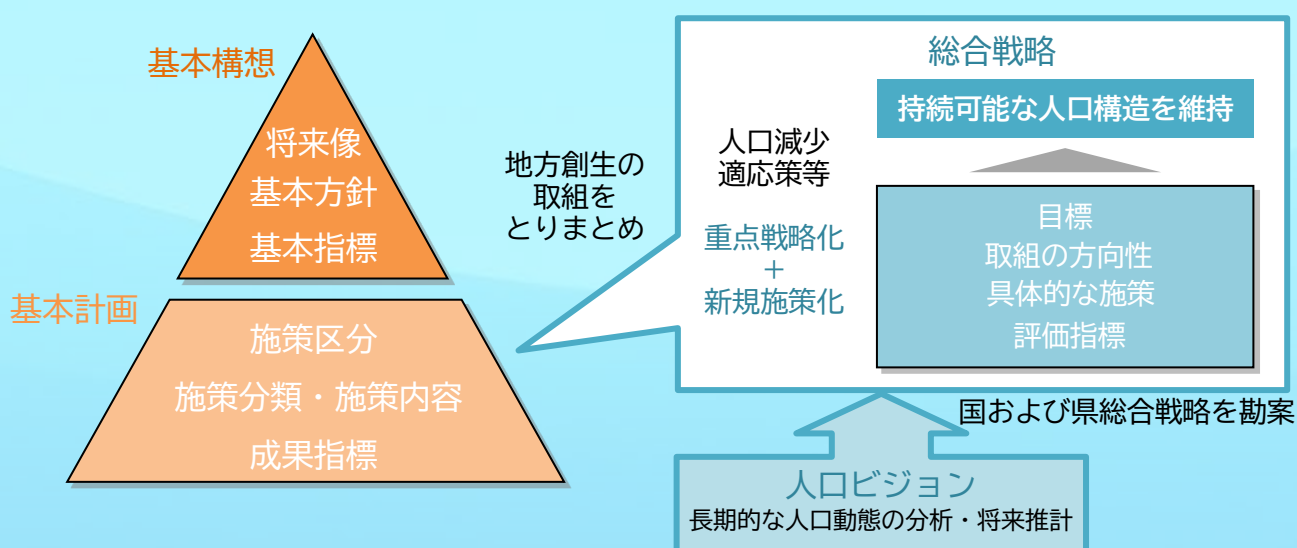 基本構想
将来像
基本方針
基本指標
基本計画
施策区分
施策分類・施策内容
成果指標
地方創生の
取組を
とりまとめ
総合戦略
持続可能な人口構造を維持
人口減少
適応策等
重点戦略化
＋
新規施策化
目標
取組の方向性
具体的な施策
評価指標
国および県総合戦略を勘案
人口ビジョン
長期的な人口動態の分析・将来推計